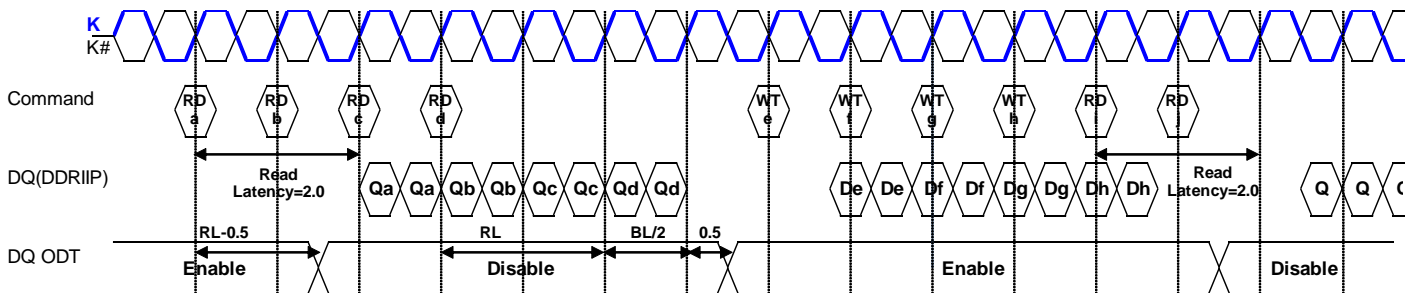 K
K#
Command
RD a RD b RD c RD d WT e WT f WT g WT h RD i RD j
Read Latency=2.0
Read Latency=2.0
DQ(DDRIIP)
Qa Qa Qb Qb Qc Qc Qd Qd De De Df Df Dg Dg Dh Dh Q Q
RL-0.5 RL BL/2 0.5
DQ ODT
Enable Disable Enable Disable